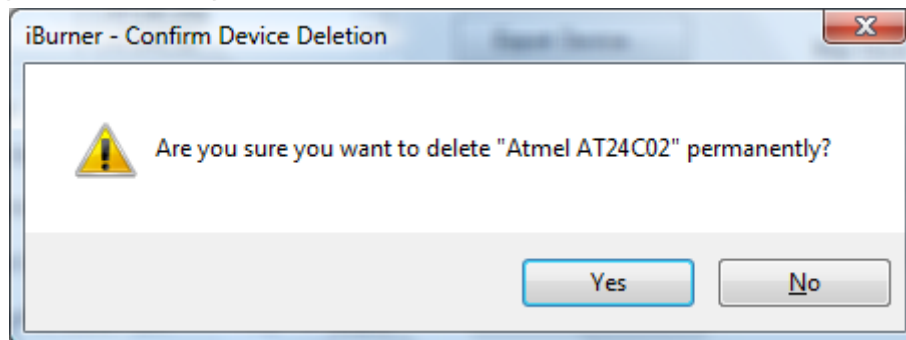 iBurner - Confirm Device Deletion
Are you sure you want to delete "Atmel AT24C02" permanently?
Yes
No